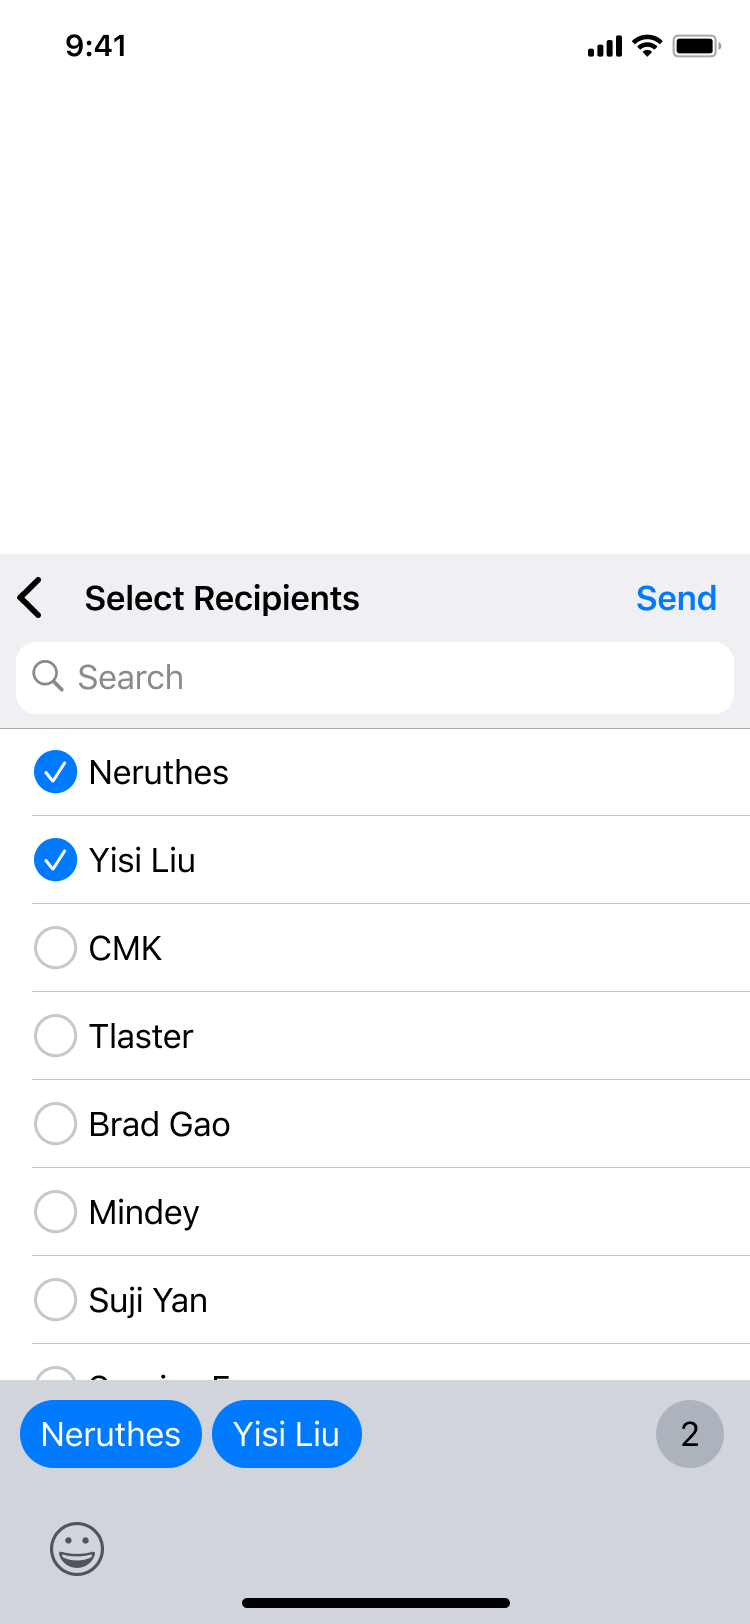 9:41
Select Recipients
Send
Search
Neruthes
Yisi Liu
CMK
Tlaster
Brad Gao
Mindey
Suji Yan
Neruthes
Yisi Liu
2